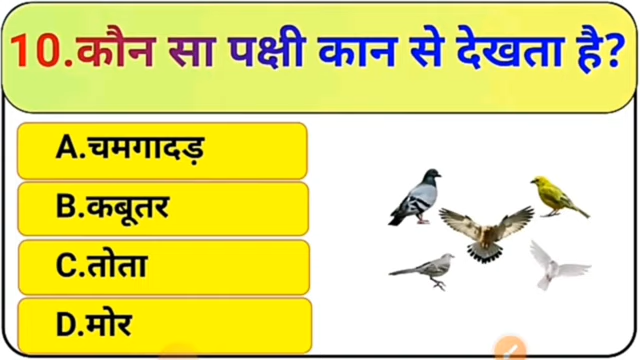 10.कौन सा पक्षी कान से देखता है?
A.चमगादड़
B.कबूतर
C.तोता
D.मोर